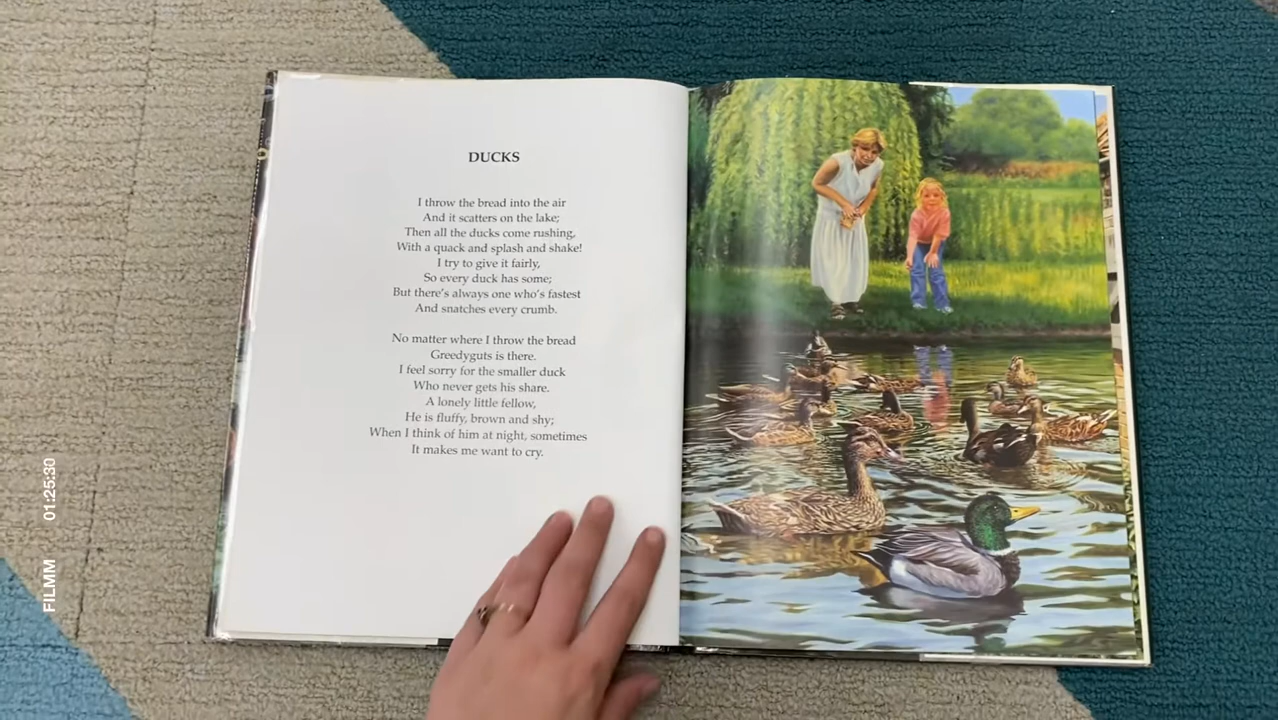 DUCKS
I throw the bread into the air
And it scatters on the lake;
Then all the ducks come rushing,
With a quack and splash and shake!
I try to give it fairly,
So every duck has some;
But there's always one who's fastest
And snatches every crumb.
No matter where I throw the bread
Greedyguts is there.
I feel sorry for the smaller duck
Who never gets his share.
A lonely little fellow,
He is fluffy, brown and shy;
When I think of him at night, sometimes
It makes me want to cry.
FILMM 01:25:30